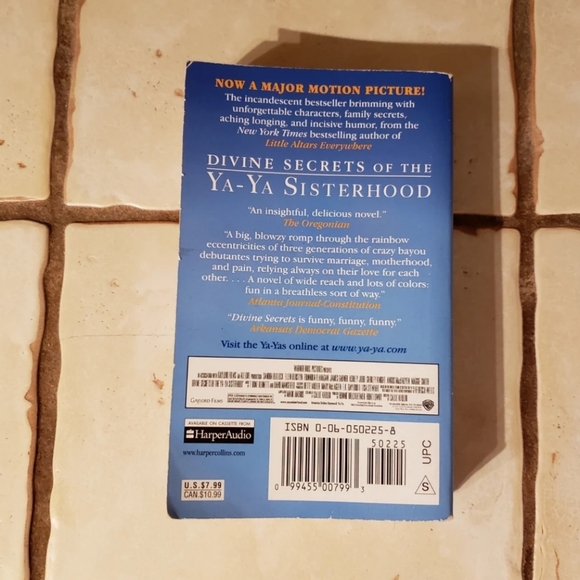 NOW A MAJOR MOTION PICTURE!
The incandescent bestseller brimming with
unforgettable characters, family secrets,
aching longing, and incisive humor, from the
New York Times bestselling author of
Little Altars Everywhere
DIVINE SECRETS OF THE
YA-YA SISTERHOOD
"An insightful, delicious novel."
The Oregonian
"A big, blowzy romp through the rainbow
eccentricities of three generations of crazy bayou
debutantes trying to survive marriage, motherhood,
and pain, relying always on their love for each
other. . . . A novel of wide reach and lots of colors:
fun in a breathless sort of way."
Atlanta Journal-Constitution
"Divine Secrets is funny, funny, funny."
Arkansas Democrat Gazette
Visit the Ya-Yas online at www.ya-ya.com
AVAILABLE ON CASSETTE FROM
HarperAudio
www.harpercollins.com
U.S. $7.99
CAN. $10.99
ISBN 0-06-050225-8
50225
0 99455 00799 3
S
UPC